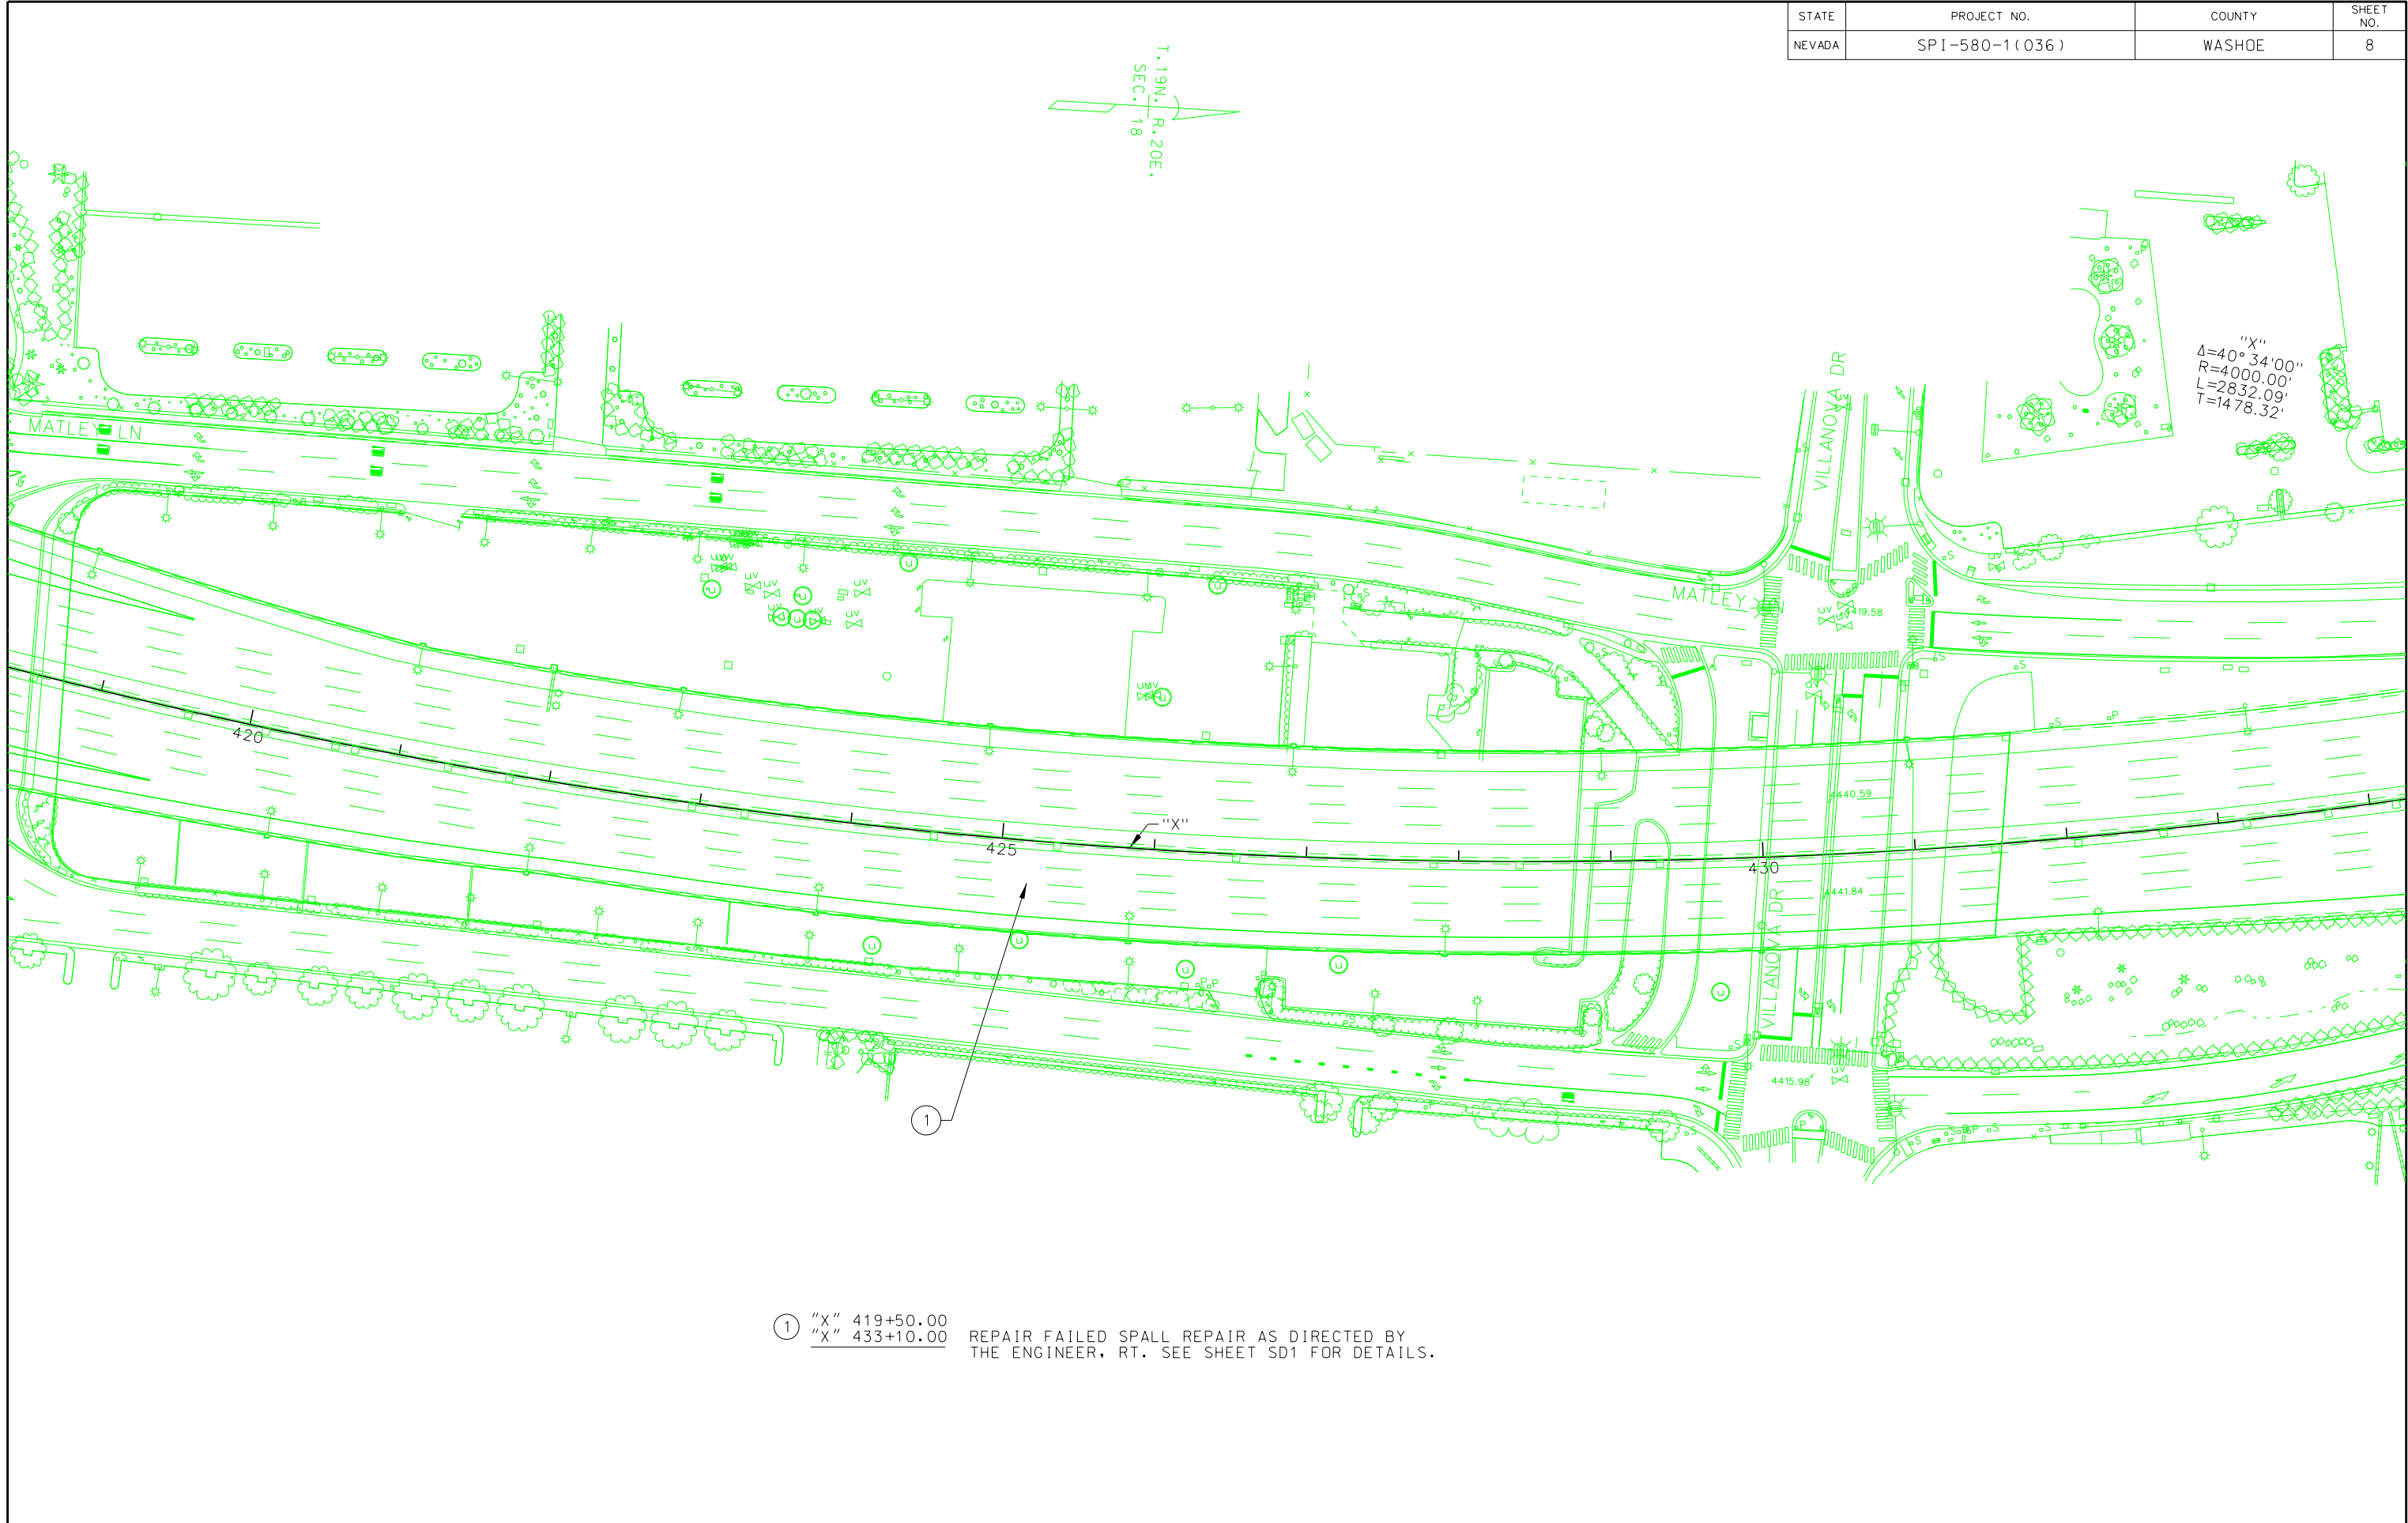 STATE PROJECT NO. COUNTY SHEET NO.
NEVADA SPI-580-1(036) WASHOE 8
T. 19N. R.20E.
SEC. 18
"X"
Δ=40°34'00"
R=4000.00'
L=2832.09'
T=1478.32'
MATLEY LN
VILLANOVA DR
MATLEY LN
4419.58
420
4440.59
"X"
425
430
4441.84
VILLANOVA DR
4415.98
1
1 "X" 419+50.00
"X" 433+10.00 REPAIR FAILED SPALL REPAIR AS DIRECTED BY
THE ENGINEER, RT. SEE SHEET SD1 FOR DETAILS.